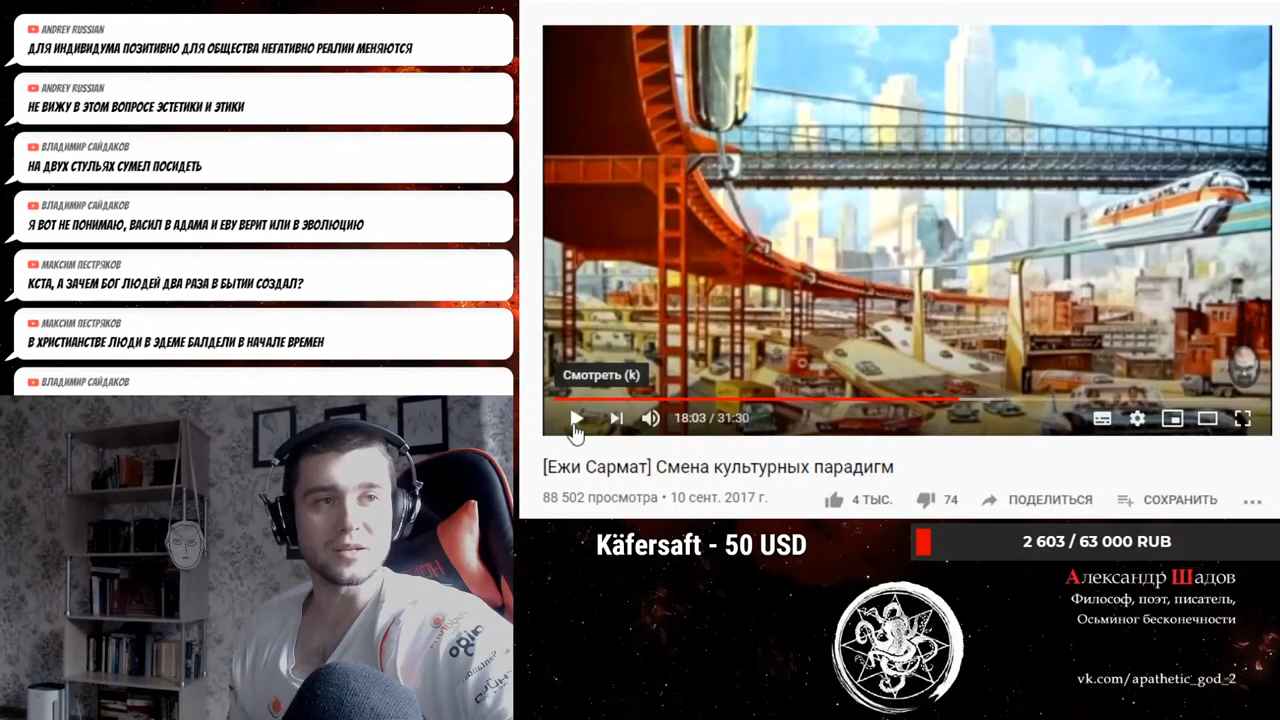 ANDREY RUSSIAN
ДЛЯ ИНДИВИДУМА ПОЗИТИВНО ДЛЯ ОБЩЕСТВА НЕГАТИВНО РЕАЛИИ МЕНЯЮТСЯ
ANDREY RUSSIAN
НЕ ВИЖУ В ЭТОМ ВОПРОСЕ ЭСТЕТИКИ И ЭТИКИ
ВЛАДИМИР САЙДАКОВ
НА ДВУХ СТУЛЬЯХ СУМЕЛ ПОСИДЕТЬ
ВЛАДИМИР САЙДАКОВ
Я ВОТ НЕ ПОНИМАЮ, ВАСИЛ В АДАМА И ЕВУ ВЕРИТ ИЛИ В ЭВОЛЮЦИЮ
МАКСИМ ПЕСТРЯКОВ
КСТА, А ЗАЧЕМ БОГ ЛЮДЕЙ ДВА РАЗА В БЫТИИ СОЗДАЛ?
МАКСИМ ПЕСТРЯКОВ
В ХРИСТИАНСТВЕ ЛЮДИ В ЭДЕМЕ БАЛДЕЛИ В НАЧАЛЕ ВРЕМЕН
ВЛАДИМИР САЙДАКОВ
Смотреть (k)
18:03 / 31:30
[Ежи Сармат] Смена культурных парадигм
88 502 просмотра • 10 сент. 2017 г.
4 ТЫС.
74
ПОДЕЛИТЬСЯ
СОХРАНИТЬ
Käfersaft - 50 USD
2 603 / 63 000 RUB
Александр Шадов
Философ, поэт, писатель,
Осьминог бесконечности
vk.com/apathetic_god_2
ogio